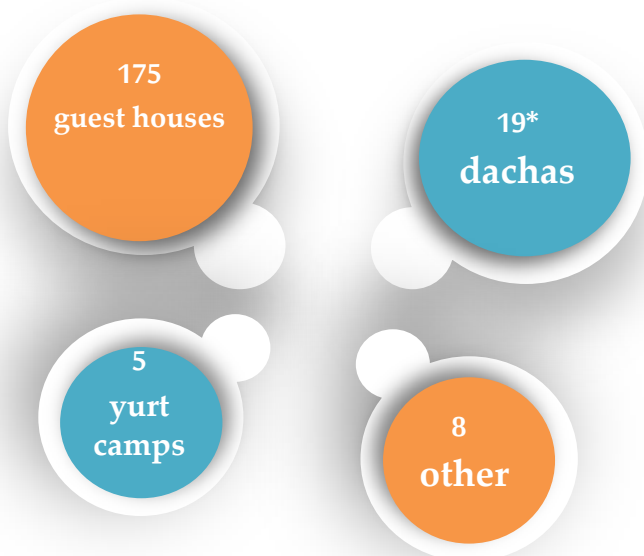 175
guest houses
19*
dachas
5
yurt
camps
8
other